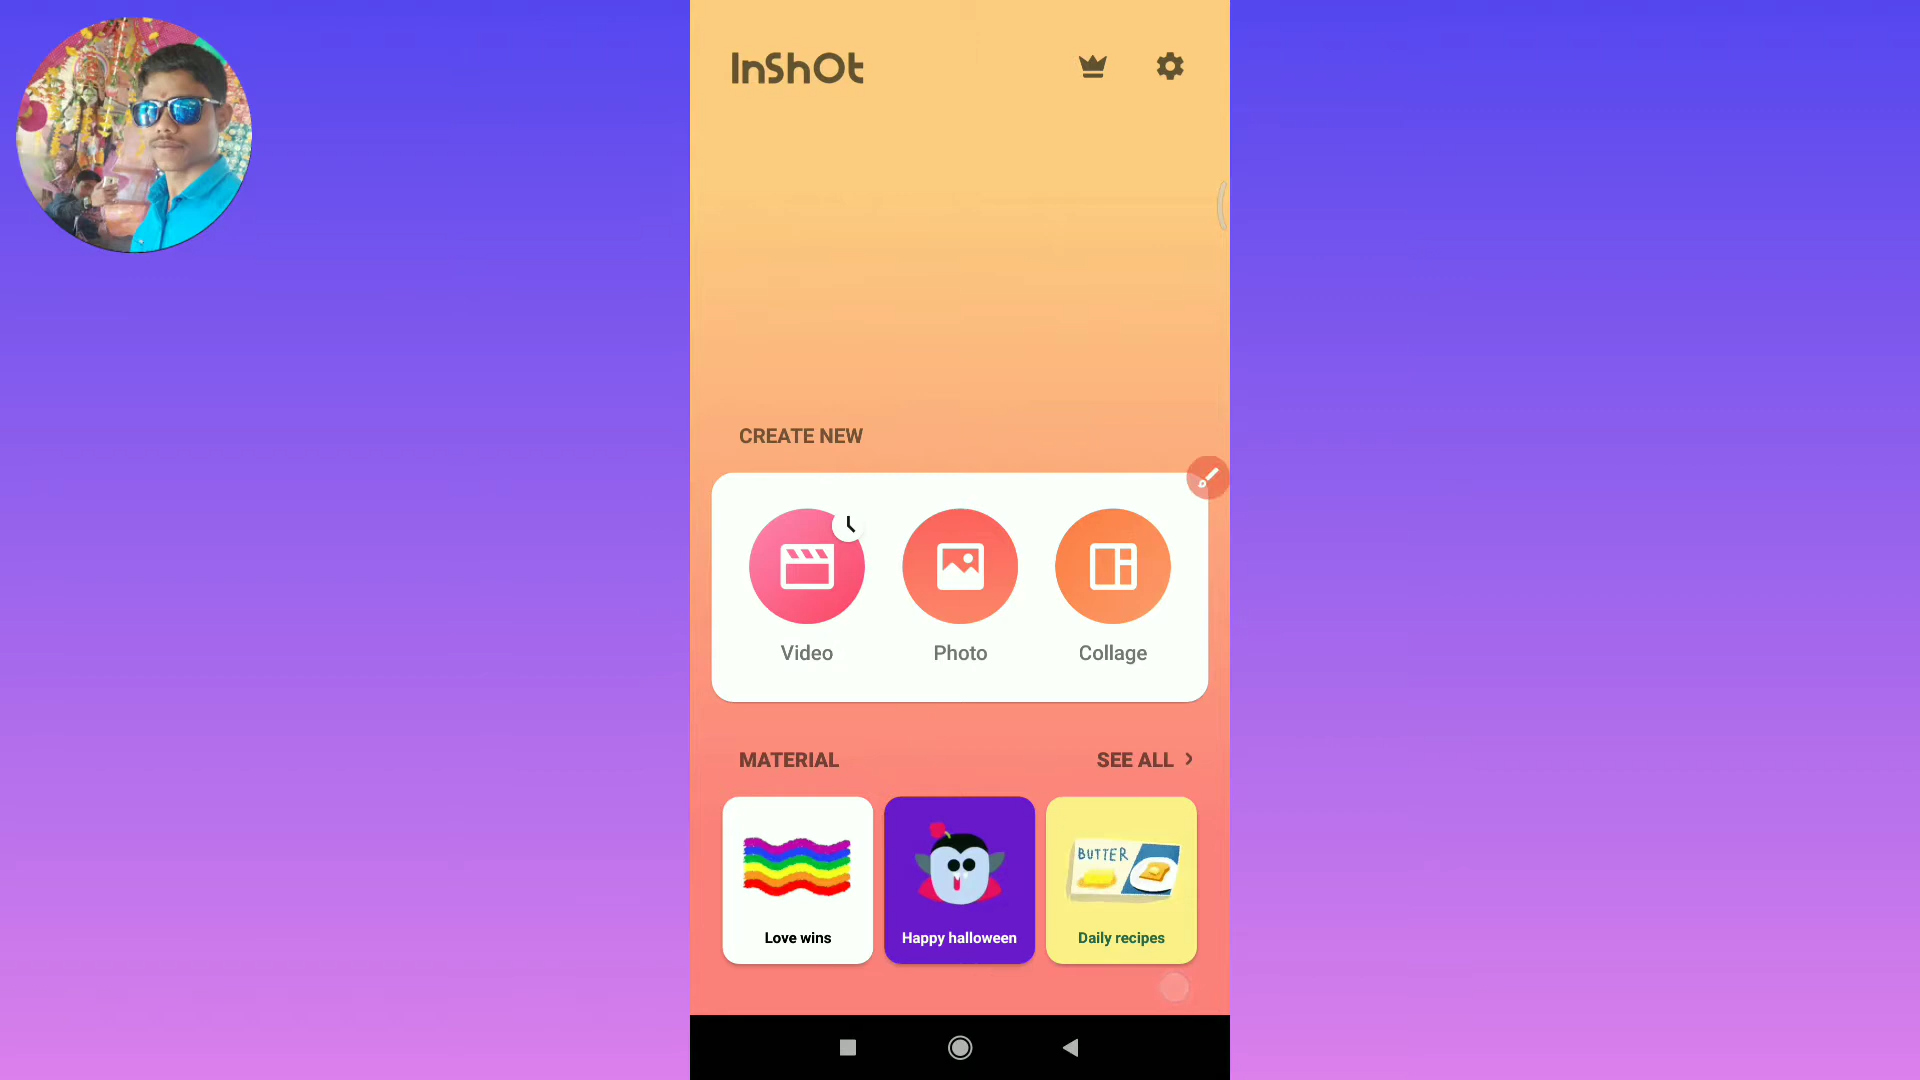 InShOt
CREATE NEW
Video
Photo
Collage
MATERIAL
SEE ALL
BUTTER
Love wins
Happy halloween
Daily recipes